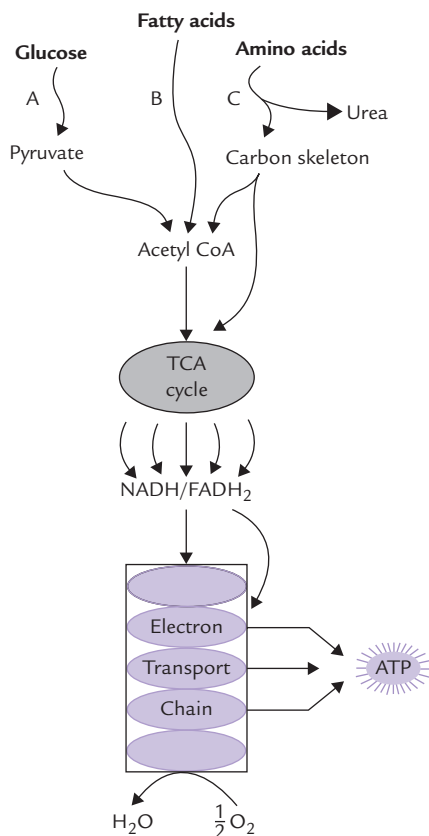 Fatty acids
Glucose
Amino acids
A
B
C
Urea
Pyruvate
Carbon skeleton
Acetyl CoA
TCA
cycle
NADH/FADH₂
Electron
Transport
ATP
Chain
H₂O
½O₂